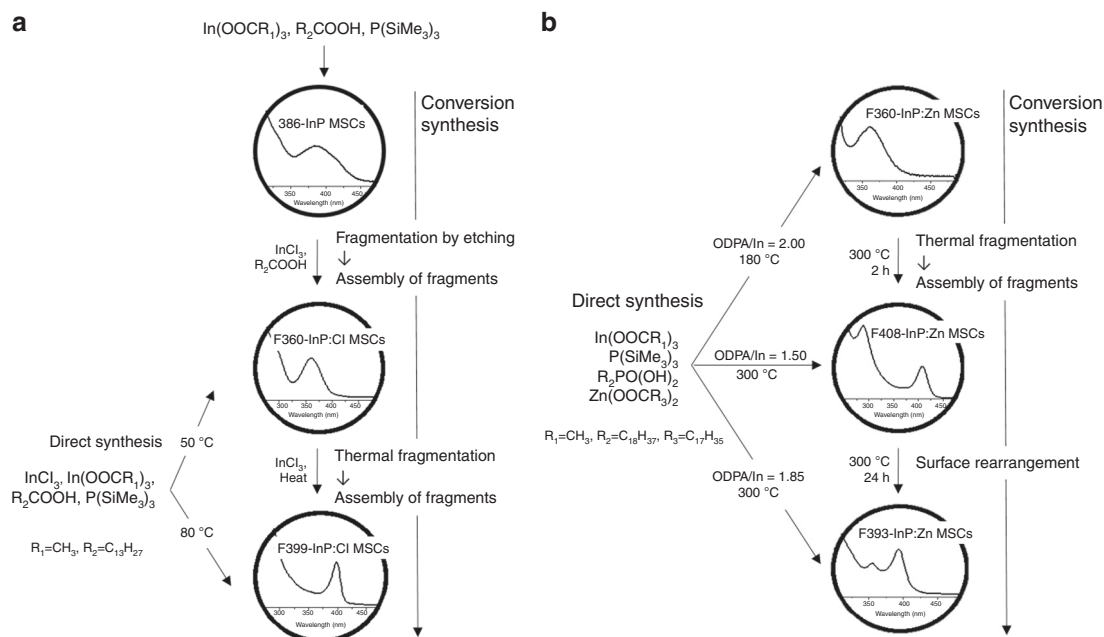 a
In(OOCR₁)₃, R₂COOH, P(SiMe₃)₃
386-InP MSCs
350 400 450
Wavelength (nm)
Conversion
synthesis
InCl₃,
R₂COOH
Fragmentation by etching
Assembly of fragments
F360-InP:Cl MSCs
300 350 400 450
Wavelength (nm)
Direct synthesis
50 °C
InCl₃, In(OOCR₁)₃,
R₂COOH, P(SiMe₃)₃
80 °C
R₁=CH₃, R₂=C₁₃H₂₇
InCl₃,
Heat
Thermal fragmentation
Assembly of fragments
F399-InP:Cl MSCs
300 350 400 450
Wavelength (nm)
b
F360-InP:Zn MSCs
350 400 450
Wavelength (nm)
Conversion
synthesis
ODPA/In = 2.00
180 °C
300 °C
2 h
Thermal fragmentation
Assembly of fragments
Direct synthesis
In(OOCR₁)₃
P(SiMe₃)₃
R₂PO(OH)₂
Zn(OOCR₃)₂
R₁=CH₃, R₂=C₁₈H₃₇, R₃=C₁₇H₃₅
ODPA/In = 1.50
300 °C
F408-InP:Zn MSCs
300 350 400 450
Wavelength (nm)
ODPA/In = 1.85
300 °C
300 °C
24 h
Surface rearrangement
F393-InP:Zn MSCs
350 400 450
Wavelength (nm)